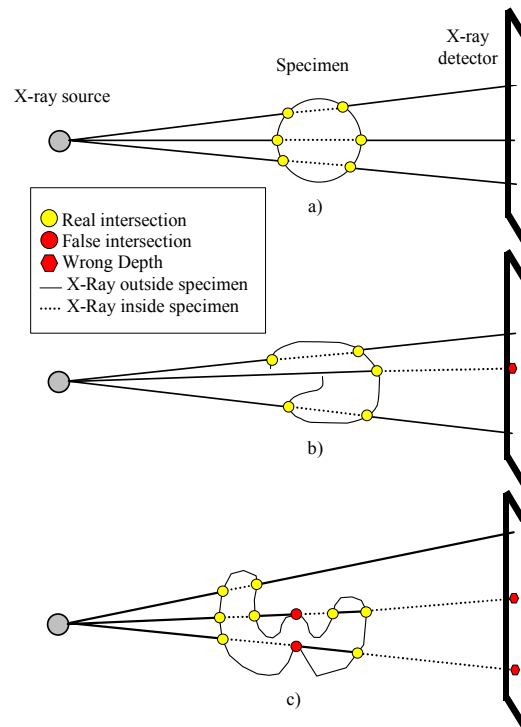 X-ray
detector
Specimen
X-ray source
a)
Real intersection
False intersection
Wrong Depth
X-Ray outside specimen
X-Ray inside specimen
b)
c)